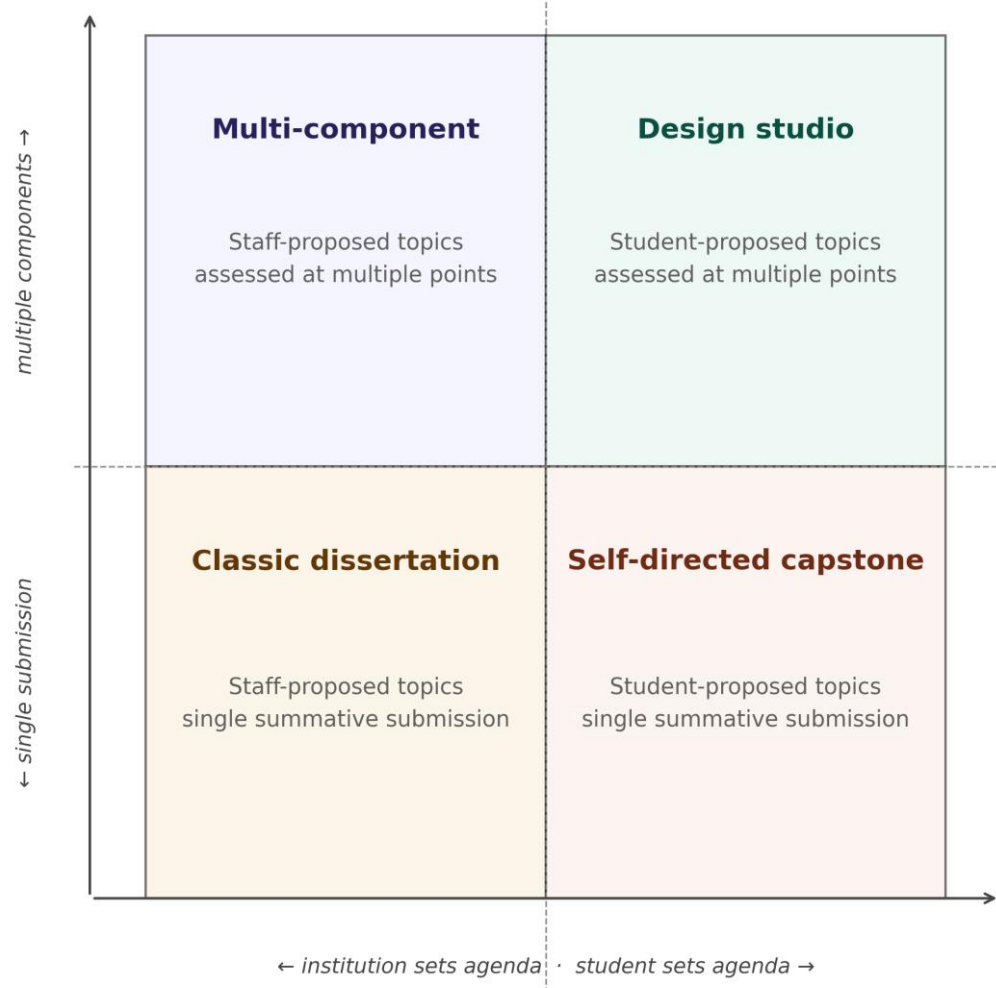 multiple components →
Multi-component
Design studio
Staff-proposed topics
assessed at multiple points
Student-proposed topics
assessed at multiple points
← single submission
Classic dissertation
Self-directed capstone
Staff-proposed topics
single summative submission
Student-proposed topics
single summative submission
← institution sets agenda · student sets agenda →